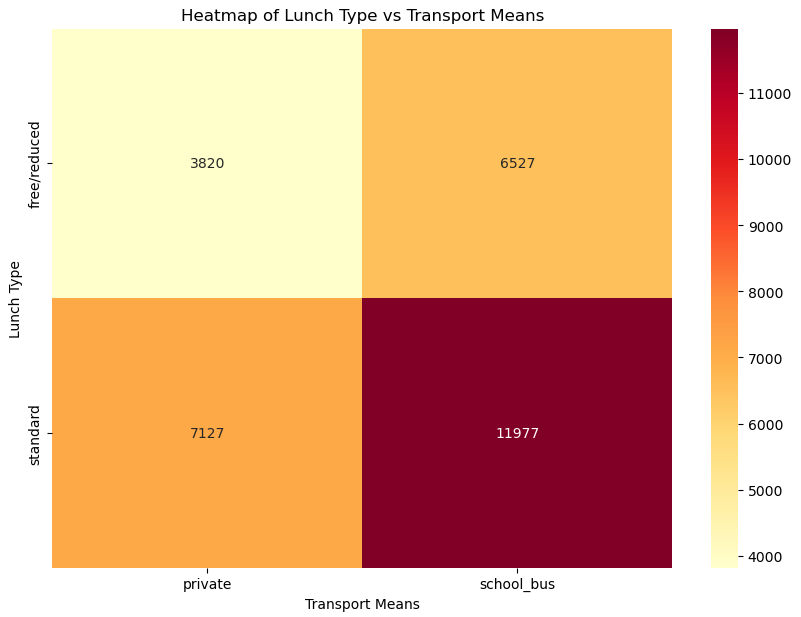 Heatmap of Lunch Type vs Transport Means
free/reduced
standard
Lunch Type
3820
6527
7127
11977
private
school_bus
Transport Means
11000
10000
9000
8000
7000
6000
5000
4000